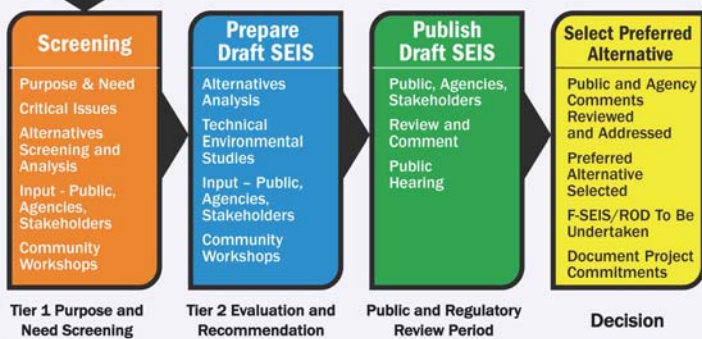 Screening
Purpose & Need
Critical Issues
Alternatives
Screening and
Analysis
Input - Public,
Agencies,
Stakeholders
Community
Workshops
Tier 1 Purpose and
Need Screening
Prepare
Draft SEIS
Alternatives
Analysis
Technical
Environmental
Studies
Input – Public,
Agencies,
Stakeholders
Community
Workshops
Tier 2 Evaluation and
Recommendation
Publish
Draft SEIS
Public, Agencies,
Stakeholders
Review and
Comment
Public
Hearing
Public and Regulatory
Review Period
Select Preferred
Alternative
Public and Agency
Comments
Reviewed
and Addressed
Preferred
Alternative
Selected
F-SEIS/ROD To Be
Undertaken
Document Project
Commitments
Decision